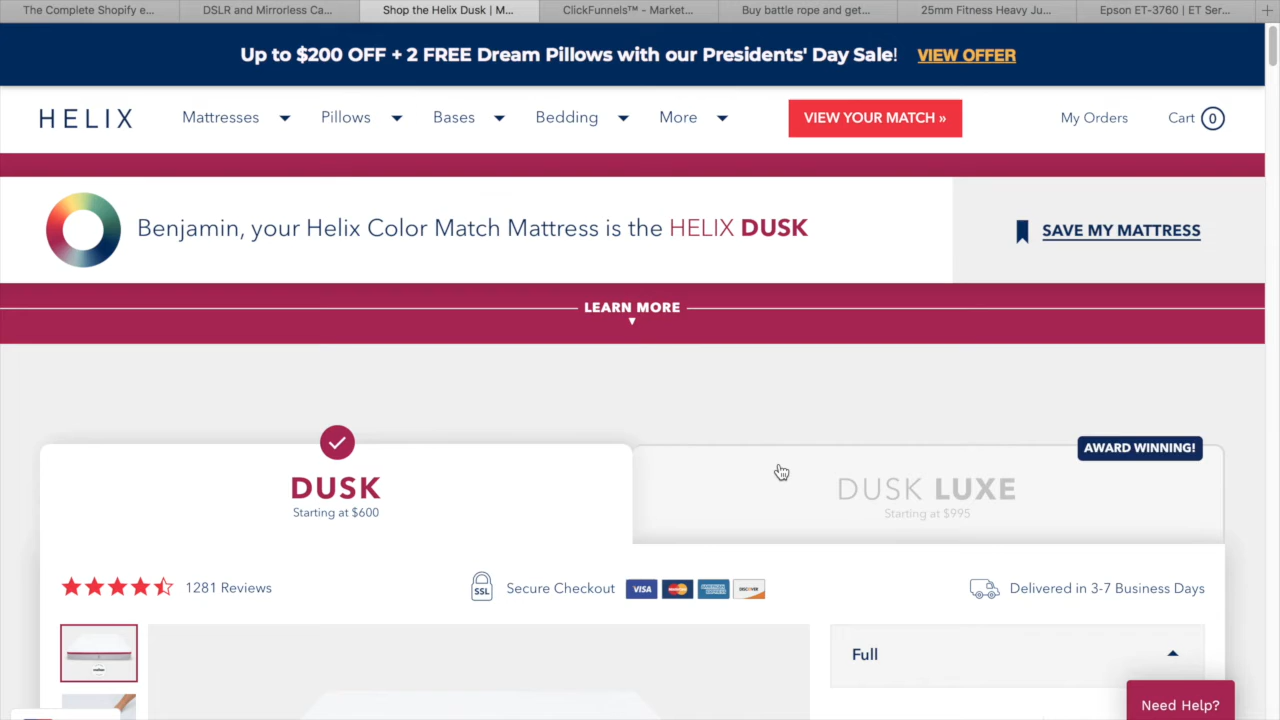 The Complete Shopify e...
DSLR and Mirrorless Ca...
Shop the Helix Dusk | M...
ClickFunnels™ - Market...
Buy battle rope and get...
25mm Fitness Heavy Ju...
Epson ET-3760 | ET Ser...
Up to $200 OFF + 2 FREE Dream Pillows with our Presidents' Day Sale! VIEW OFFER
HELIX
Mattresses
Pillows
Bases
Bedding
More
VIEW YOUR MATCH »
My Orders
Cart 0
Benjamin, your Helix Color Match Mattress is the HELIX DUSK
SAVE MY MATTRESS
LEARN MORE
AWARD WINNING!
DUSK
Starting at $600
DUSK LUXE
Starting at $995
1281 Reviews
SSL
Secure Checkout
VISA
MasterCard
AMERICAN EXPRESS
DISCOVER
Delivered in 3-7 Business Days
Full
Need Help?